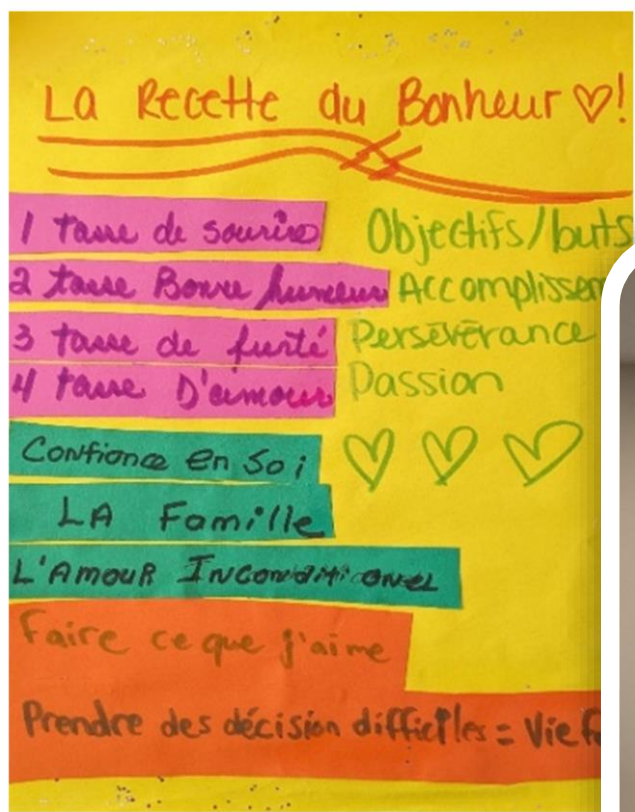 La Recette du Bonheur ♡!
1 tasse de sourire
Objectifs/buts
2 tasse Bonne humeur
Accomplissem
3 tasse de fierté
Persévérance
4 tasse D'amour
Passion
Confiance en Soi
LA Famille
L'AMOUR INCONDITIONEL
Faire ce que j'aime
Prendre des décision difficiles = Vie f